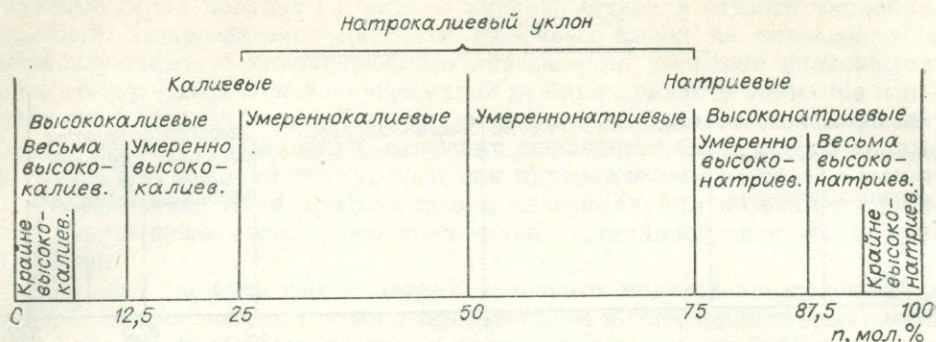 Натрокалиевый уклон
Калиевые
Натриевые
Высококалиевые
Умереннокалиевые
Умереннонатриевые
Высоконатриевые
Весьма
высоко-
калиев.
Умеренно
высоко-
калиев.
Умеренно
высоко-
натриев.
Весьма
высоко-
натриев.
Крайне
высоко-
калиев.
Крайне
высоко-
натриев.
0
12,5
25
50
75
87,5
100
n, мол. %